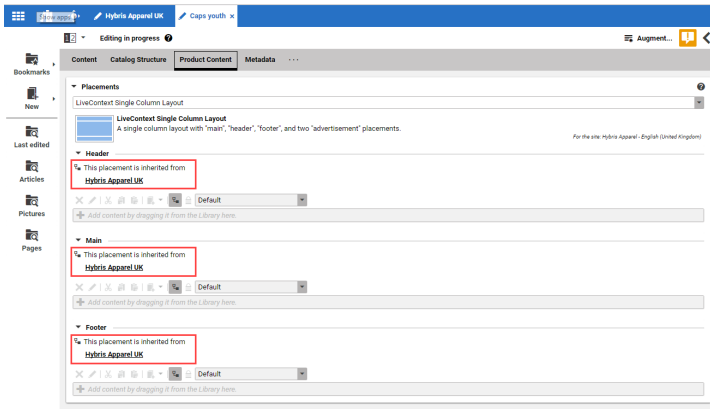 Show apps
Hybris Apparel UK
Caps youth ×
Editing in progress
Augment...
Bookmarks
New
Last edited
Articles
Pictures
Pages
Content Catalog Structure Product Content Metadata ...
Placements
LiveContext Single Column Layout
LiveContext Single Column Layout
A single column layout with "main", "header", "footer", and two "advertisement" placements.
For the site: Hybris Apparel - English (United Kingdom)
Header
This placement is inherited from
Hybris Apparel UK
Default
Add content by dragging it from the Library here.
Main
This placement is inherited from
Hybris Apparel UK
Default
Add content by dragging it from the Library here.
Footer
This placement is inherited from
Hybris Apparel UK
Default
Add content by dragging it from the Library here.